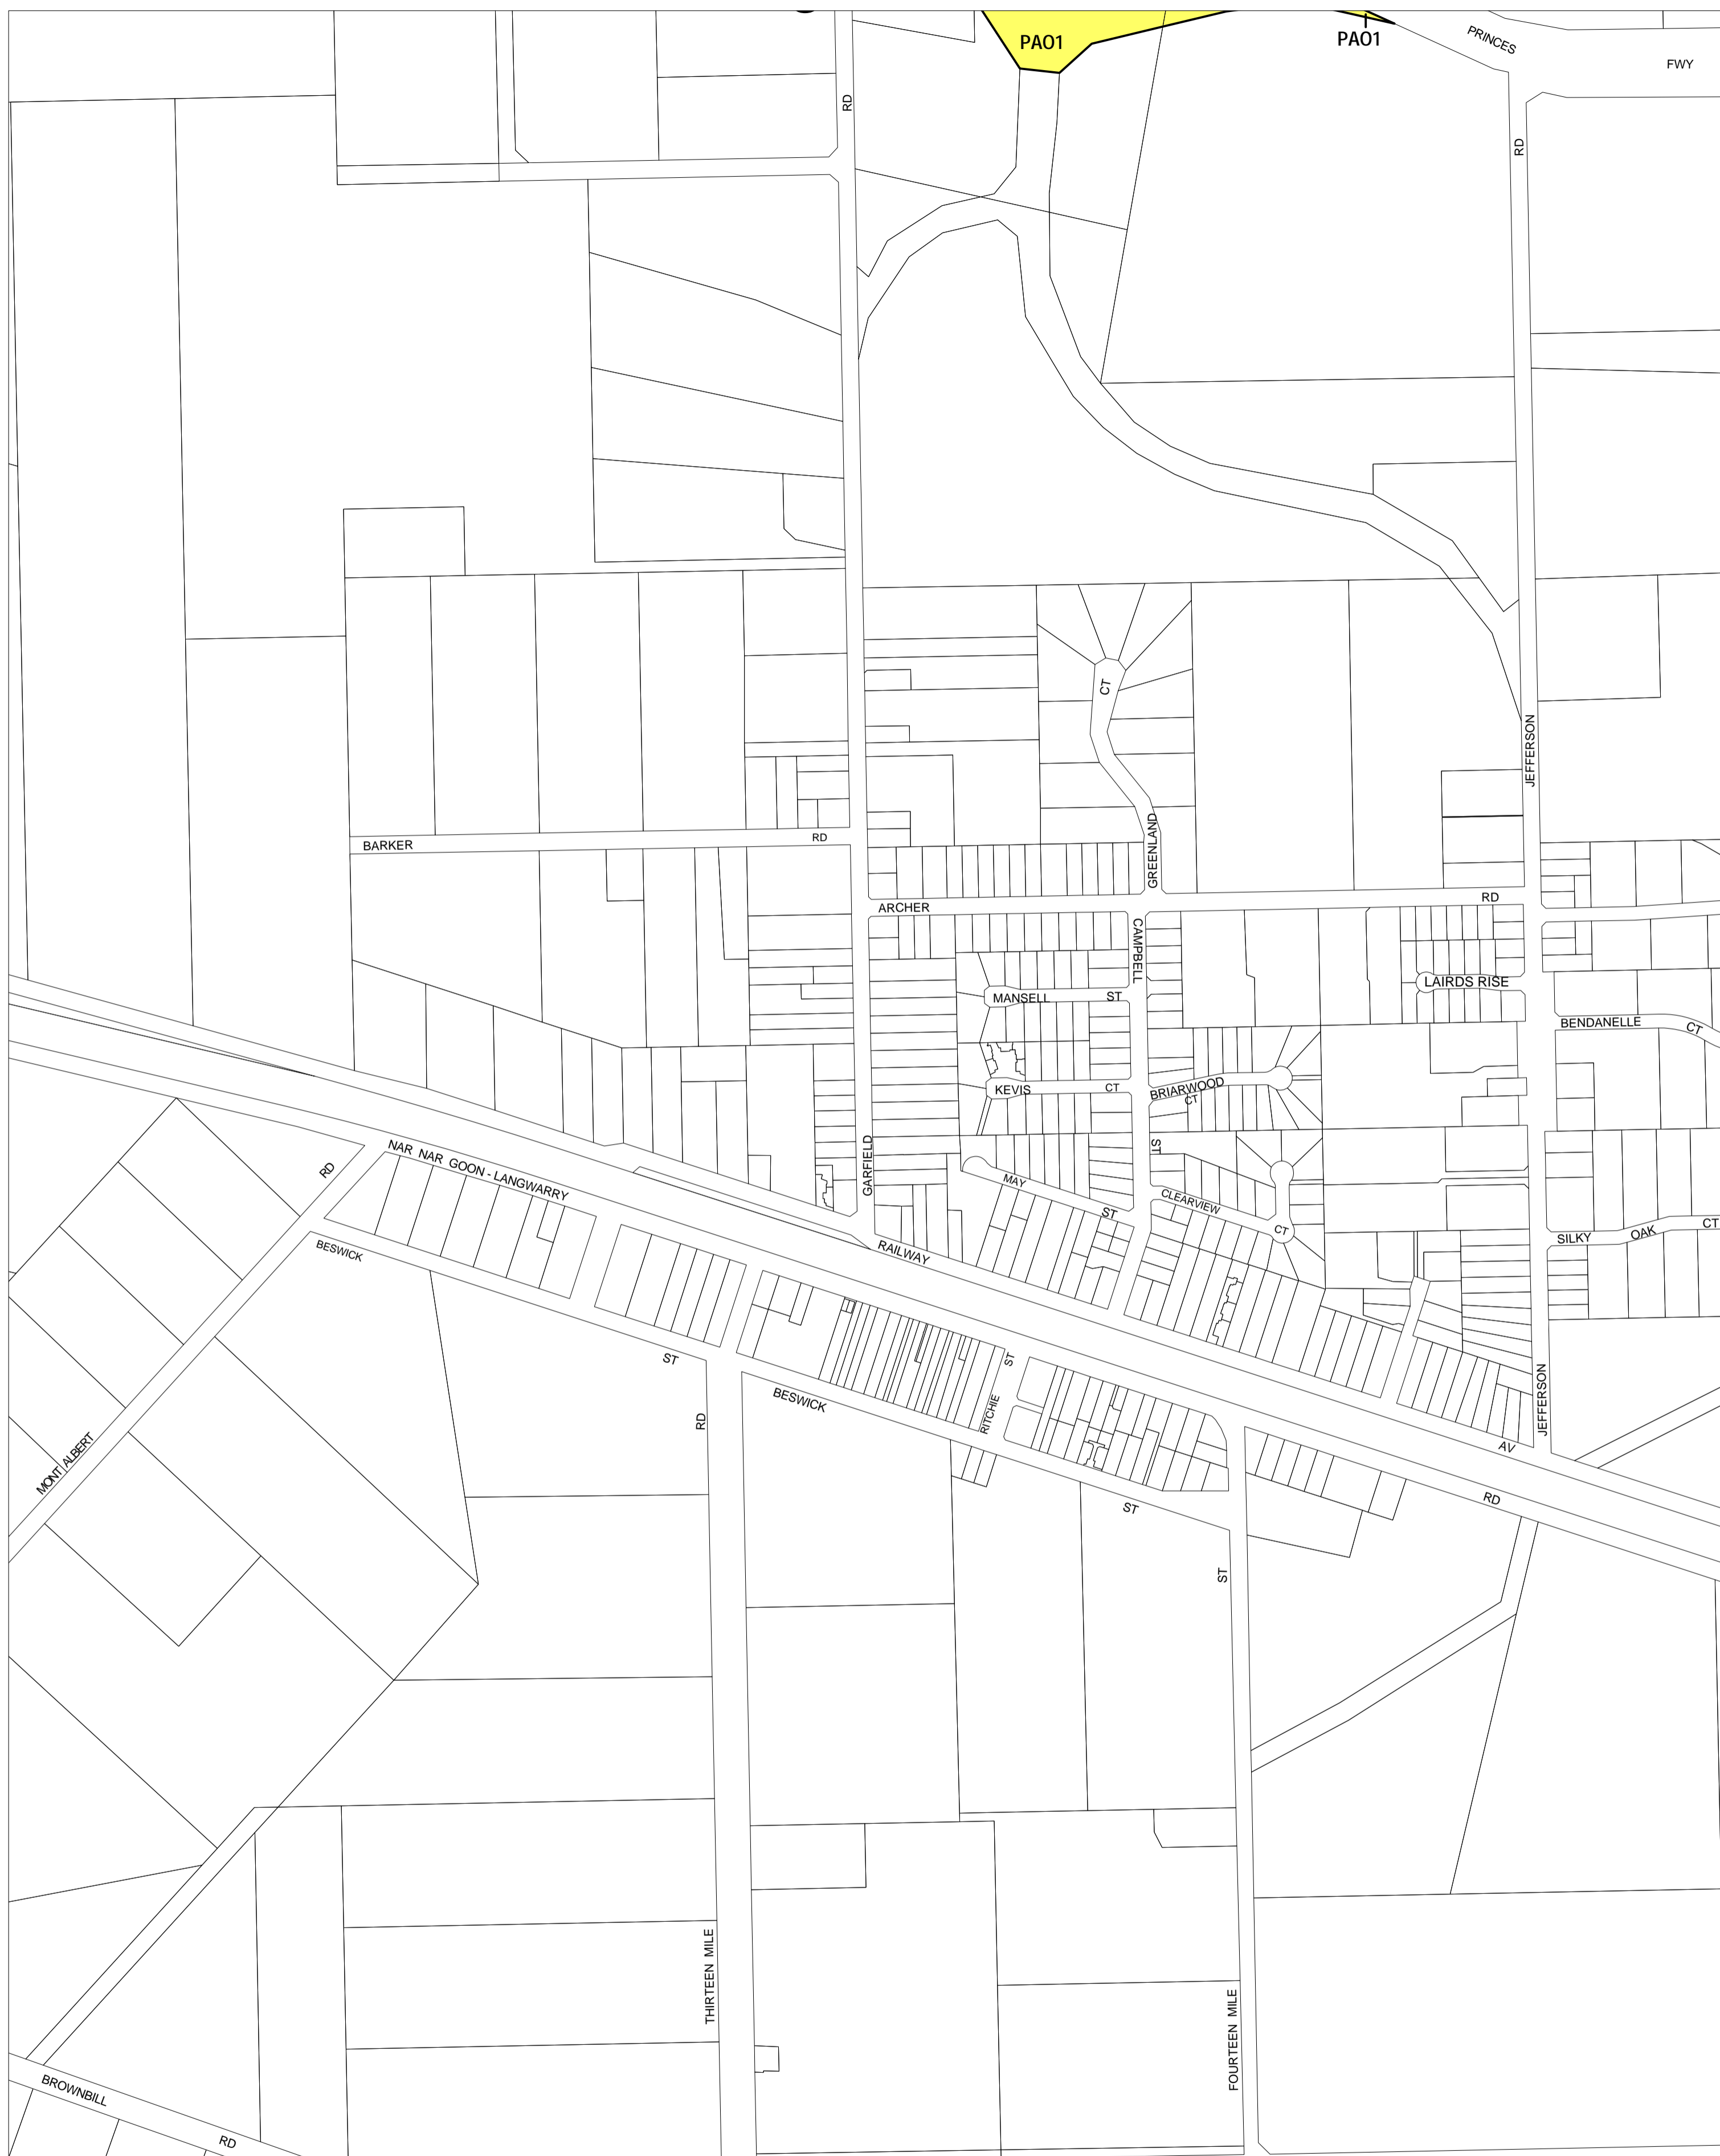 PAO1
PAO1
PRINCES
FWY
RD
RD
CT
JEFFERSON
GREENLAND
BARKER
RD
ARCHER
RD
CAMPBELL
LAIRDS RISE
MANSELL
ST
BENDANELLE
CT
KEVIS
CT
BRIARWOOD
CT
NAR NAR GOON - LANGWARRY
RD
GARFIELD
ST
MAY
ST
CLEARVIEW
CT
SILKY
OAK
CT
BESWICK
RAILWAY
ST
ST
RITCHIE
JEFFERSON
BESWICK
RD
MONT ALBERT
AV
RD
ST
ST
THIRTEEN MILE
FOURTEEN MILE
BROWNBILL
RD